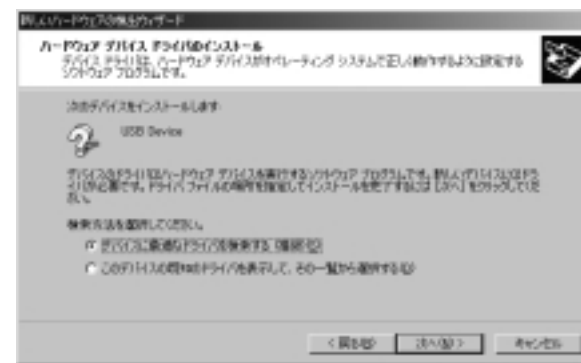 新しいハードウェアの検出ウィザード
ハードウェア デバイス ドライバのインストール
デバイス ドライバは、ハードウェア デバイスがオペレーティング システムで正しく動作するように設定する
ソフトウェア プログラムです。
次のデバイスをインストールします:
USB Device
デバイスのドライバはハードウェア デバイスを実行するソフトウェア プログラムです。新しいデバイスにはドラ
イバが必要です。ドライバ ファイルの場所を指定してインストールを完了するには [次へ] をクリックしてくだ
さい。
検索方法を選択してください。
デバイスに最適なドライバを検索する (推奨)(S)
このデバイスの既知のドライバを表示して、その一覧から選択する(D)
< 戻る(B)
次へ(N) >
キャンセル